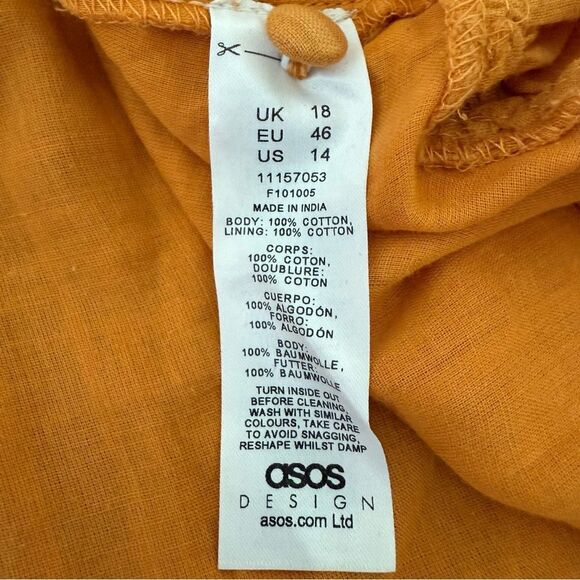 UK 18
EU 46
US 14
11157053
F101005
MADE IN INDIA
BODY: 100% COTTON,
LINING: 100% COTTON
CORPS:
100% COTON,
DOUBLURE:
100% COTON
CUERPO:
100% ALGODÓN,
FORRO:
100% ALGODÓN
BODY:
100% BAUMWOLLE,
FUTTER:
100% BAUMWOLLE
TURN INSIDE OUT
BEFORE CLEANING,
WASH WITH SIMILAR
COLOURS, TAKE CARE
TO AVOID SNAGGING,
RESHAPE WHILST DAMP
asos
DESIGN
asos.com Ltd